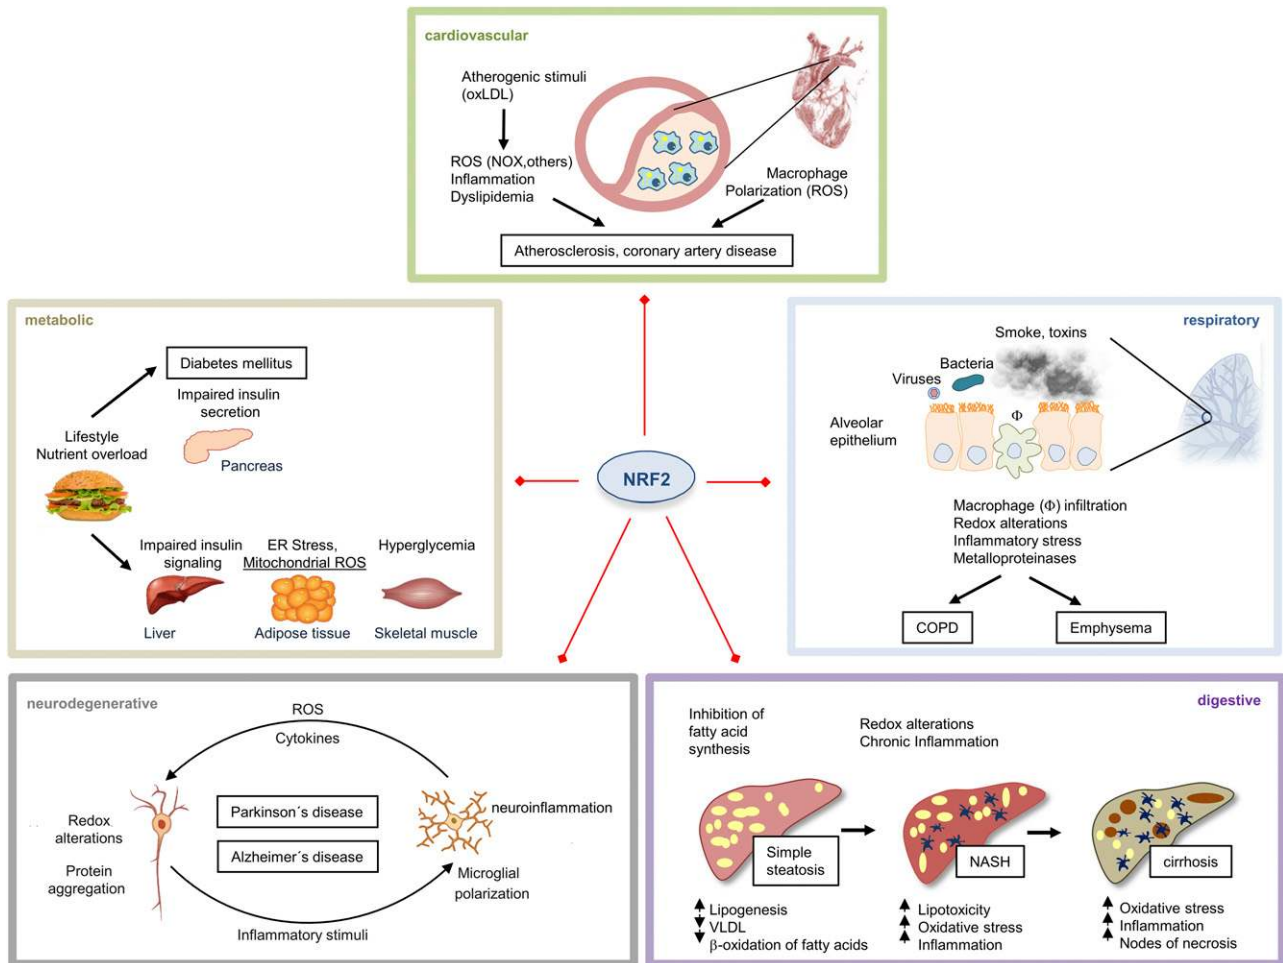 cardiovascular
Atherogenic stimuli
(oxLDL)
ROS (NOX,others)
Inflammation
Dyslipidemia
Macrophage
Polarization (ROS)
Atherosclerosis, coronary artery disease
metabolic
Diabetes mellitus
Impaired insulin
secretion
Pancreas
Lifestyle
Nutrient overload
Impaired insulin
signaling
Liver
ER Stress,
Mitochondrial ROS
Adipose tissue
Hyperglycemia
Skeletal muscle
NRF2
respiratory
Smoke, toxins
Bacteria
Viruses
Φ
Alveolar
epithelium
Macrophage (Φ) infiltration
Redox alterations
Inflammatory stress
Metalloproteinases
COPD
Emphysema
neurodegenerative
ROS
Cytokines
Redox
alterations
Protein
aggregation
Parkinson´s disease
Alzheimer´s disease
neuroinflammation
Microglial
polarization
Inflammatory stimuli
digestive
Inhibition of
fatty acid
synthesis
Redox alterations
Chronic Inflammation
Simple
steatosis
NASH
cirrhosis
Lipogenesis
VLDL
β-oxidation of fatty acids
Lipotoxicity
Oxidative stress
Inflammation
Oxidative stress
Inflammation
Nodes of necrosis